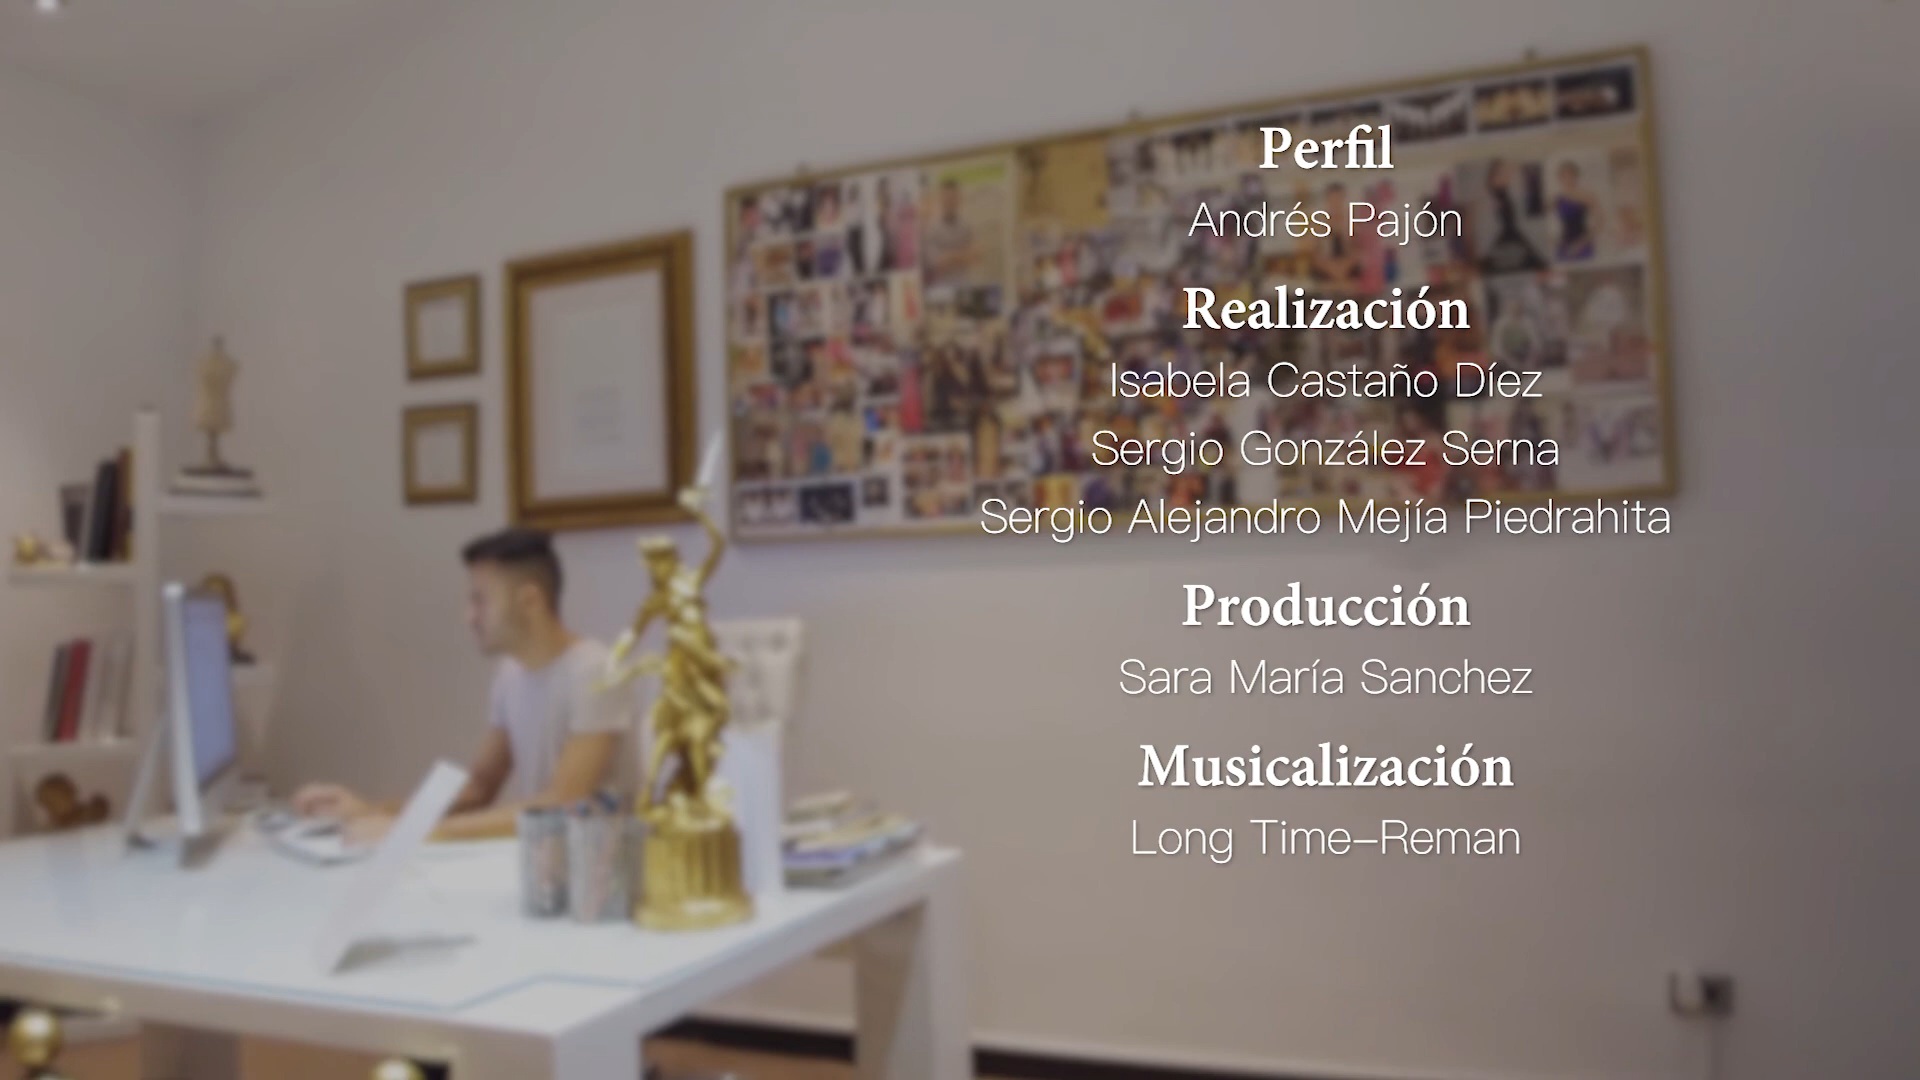 Perfil
Andrés Pajón
Realización
Isabela Castaño Díez
Sergio González Serna
Sergio Alejandro Mejía Piedrahita
Producción
Sara María Sanchez
Musicalización
Long Time-Reman